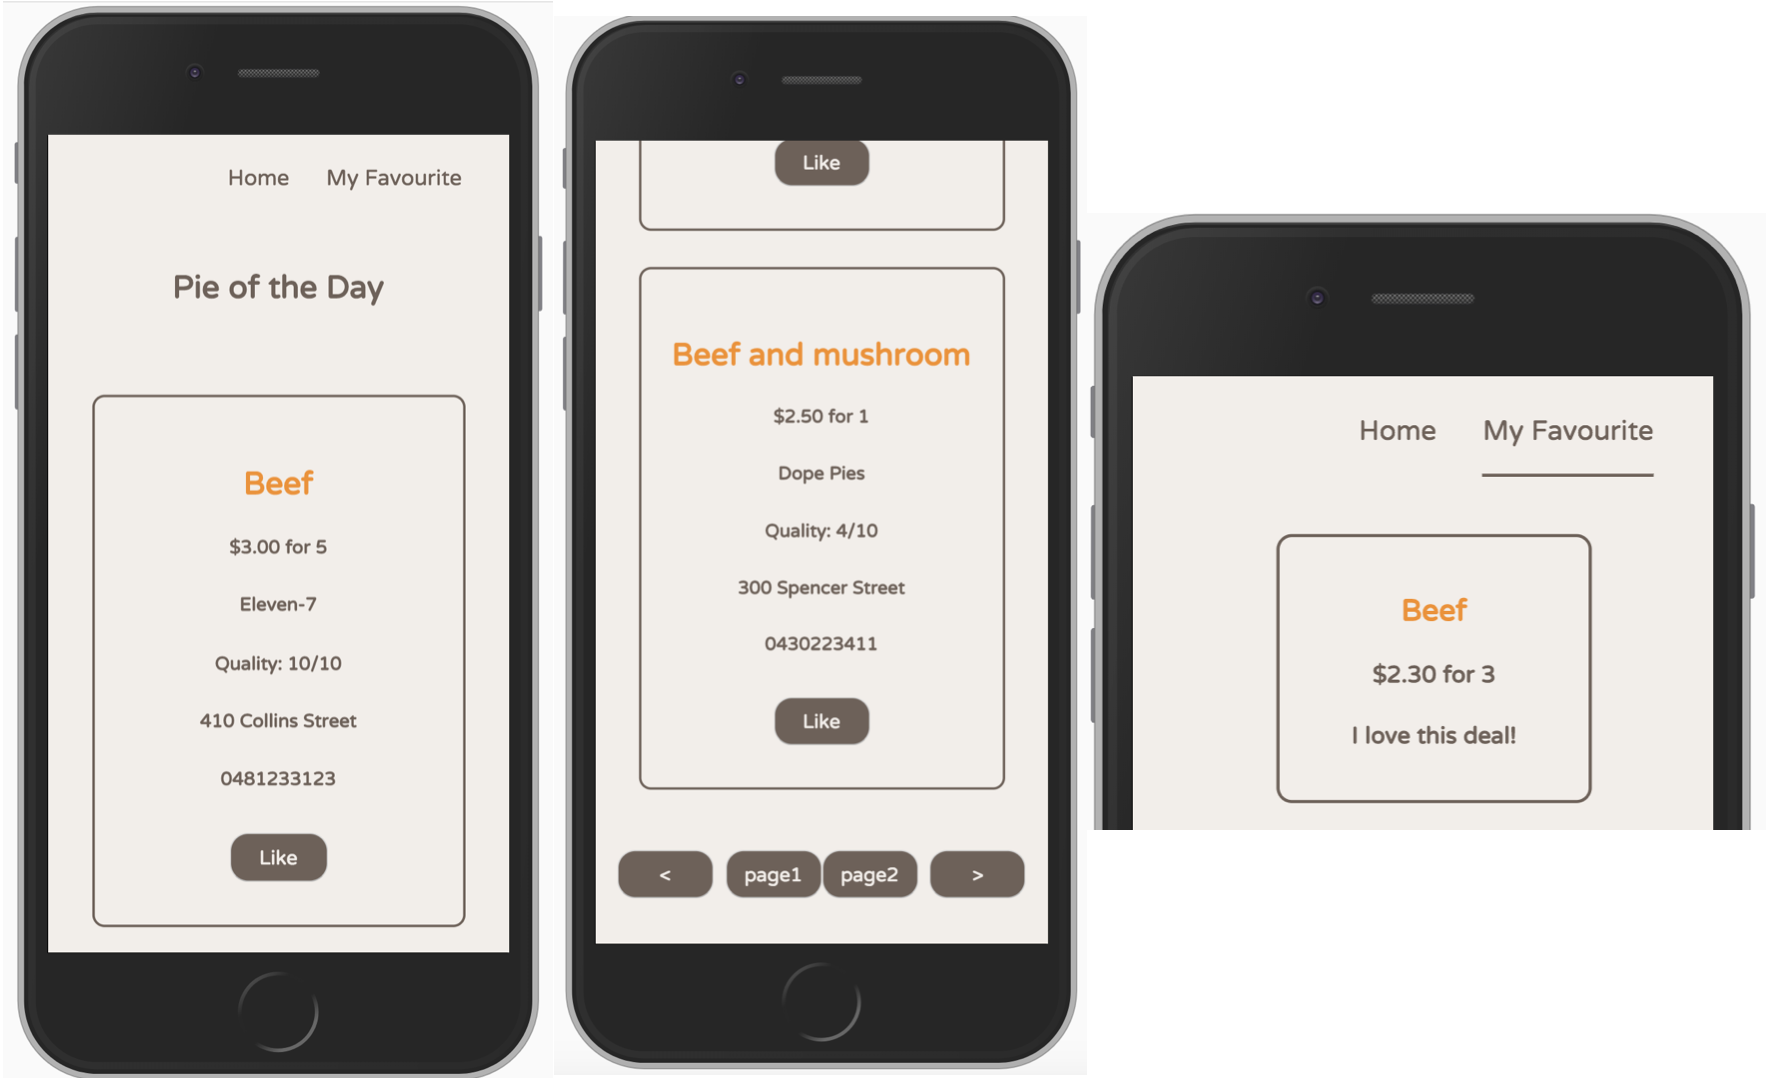 Home My Favourite
Pie of the Day
Beef
$3.00 for 5
Eleven-7
Quality: 10/10
410 Collins Street
0481233123
Like
Like
Beef and mushroom
$2.50 for 1
Dope Pies
Quality: 4/10
300 Spencer Street
0430223411
Like
< page1 page2 >
Home My Favourite
Beef
$2.30 for 3
I love this deal!